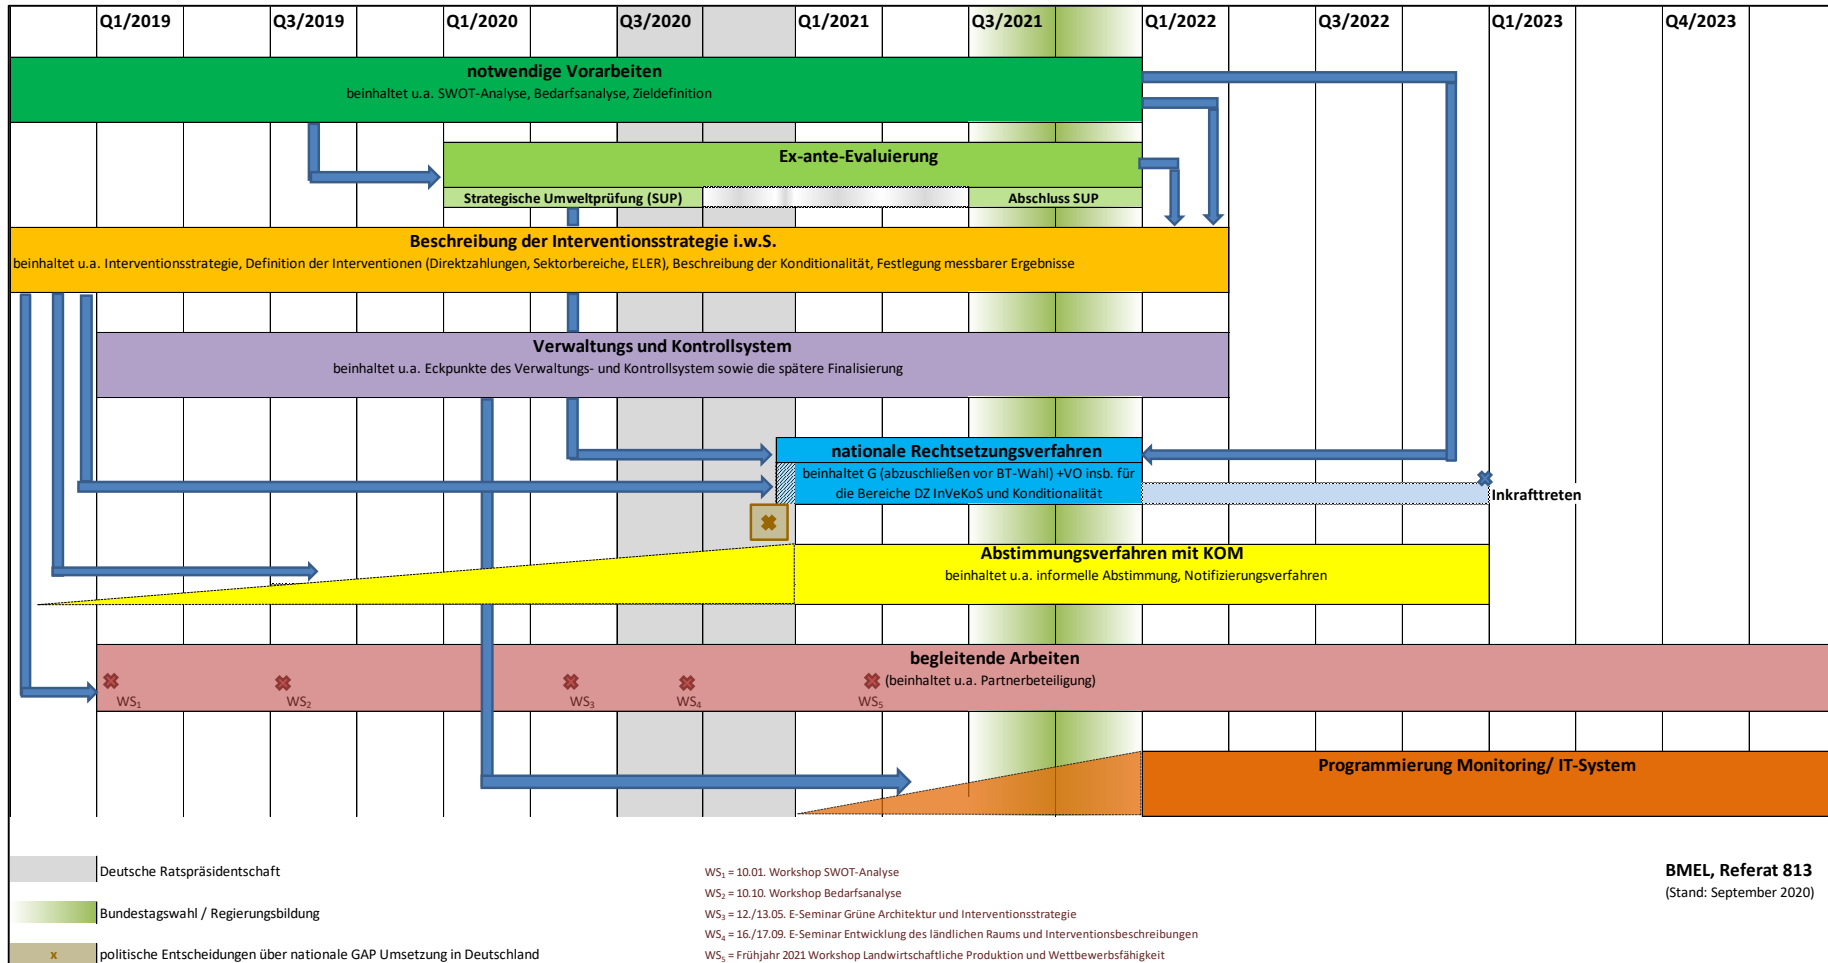 Q1/2019 Q3/2019 Q1/2020 Q3/2020 Q1/2021 Q3/2021 Q1/2022 Q3/2022 Q1/2023 Q4/2023
notwendige Vorarbeiten
beinhaltet u.a. SWOT-Analyse, Bedarfsanalyse, Zieldefinition
Ex-ante-Evaluierung
Strategische Umweltprüfung (SUP) Abschluss SUP
Beschreibung der Interventionsstrategie i.w.S.
beinhaltet u.a. Interventionsstrategie, Definition der Interventionen (Direktzahlungen, Sektorbereiche, ELER), Beschreibung der Konditionalität, Festlegung messbarer Ergebnisse
Verwaltungs und Kontrollsystem
beinhaltet u.a. Eckpunkte des Verwaltungs- und Kontrollsystem sowie die spätere Finalisierung
nationale Rechtsetzungsverfahren
beinhaltet G (abzuschließen vor BT-Wahl) +VO insb. für
die Bereiche DZ InVeKoS und Konditionalität
Inkrafttreten
Abstimmungsverfahren mit KOM
beinhaltet u.a. informelle Abstimmung, Notifizierungsverfahren
begleitende Arbeiten
(beinhaltet u.a. Partnerbeteiligung)
WS₁ WS₂ WS₃ WS₄ WS₅
Programmierung Monitoring/ IT-System
Deutsche Ratspräsidentschaft
Bundestagswahl / Regierungsbildung
x politische Entscheidungen über nationale GAP Umsetzung in Deutschland
WS₁ = 10.01. Workshop SWOT-Analyse
WS₂ = 10.10. Workshop Bedarfsanalyse
WS₃ = 12./13.05. E-Seminar Grüne Architektur und Interventionsstrategie
WS₄ = 16./17.09. E-Seminar Entwicklung des ländlichen Raums und Interventionsbeschreibungen
WS₅ = Frühjahr 2021 Workshop Landwirtschaftliche Produktion und Wettbewerbsfähigkeit
BMEL, Referat 813
(Stand: September 2020)